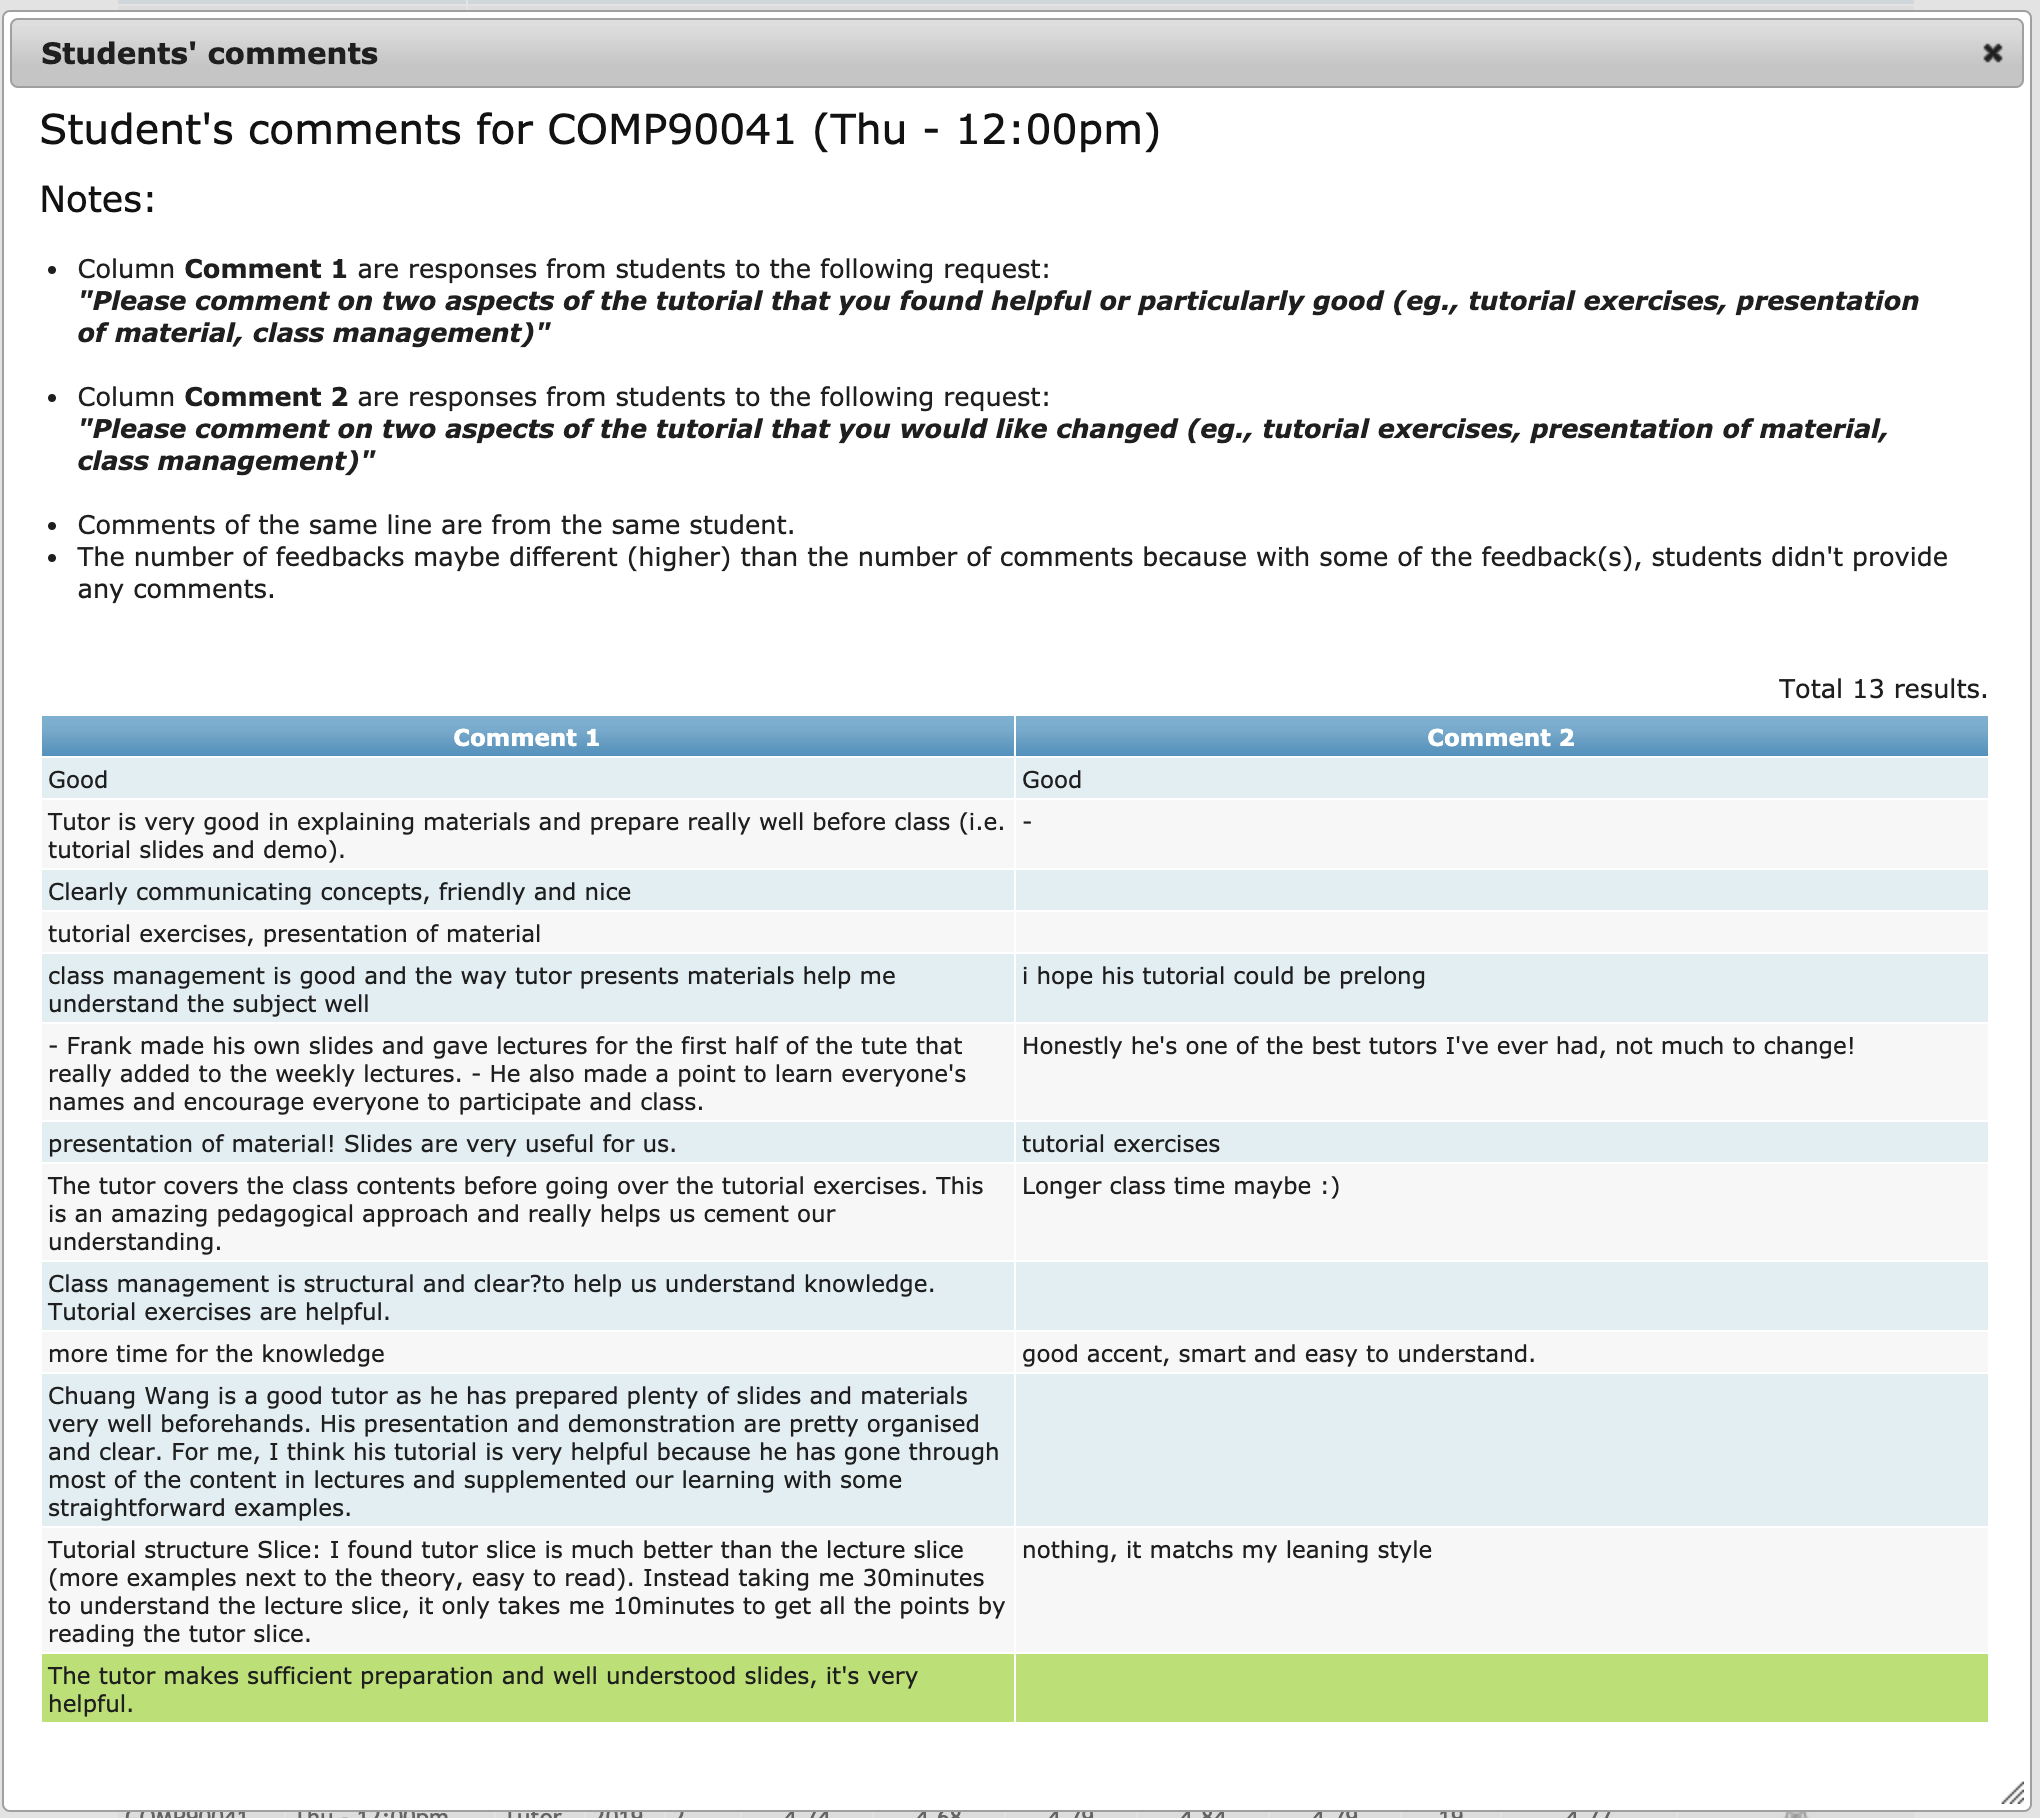 Students' comments
Student's comments for COMP90041 (Thu - 12:00pm)
Notes:
• Column Comment 1 are responses from students to the following request:
"Please comment on two aspects of the tutorial that you found helpful or particularly good (eg., tutorial exercises, presentation
of material, class management)"
• Column Comment 2 are responses from students to the following request:
"Please comment on two aspects of the tutorial that you would like changed (eg., tutorial exercises, presentation of material,
class management)"
• Comments of the same line are from the same student.
• The number of feedbacks maybe different (higher) than the number of comments because with some of the feedback(s), students didn't provide
any comments.
Total 13 results.
Comment 1 Comment 2
Good Good
Tutor is very good in explaining materials and prepare really well before class (i.e. -
tutorial slides and demo).
Clearly communicating concepts, friendly and nice
tutorial exercises, presentation of material
class management is good and the way tutor presents materials help me i hope his tutorial could be prelong
understand the subject well
- Frank made his own slides and gave lectures for the first half of the tute that Honestly he's one of the best tutors I've ever had, not much to change!
really added to the weekly lectures. - He also made a point to learn everyone's
names and encourage everyone to participate and class.
presentation of material! Slides are very useful for us. tutorial exercises
The tutor covers the class contents before going over the tutorial exercises. This Longer class time maybe :)
is an amazing pedagogical approach and really helps us cement our
understanding.
Class management is structural and clear?to help us understand knowledge.
Tutorial exercises are helpful.
more time for the knowledge good accent, smart and easy to understand.
Chuang Wang is a good tutor as he has prepared plenty of slides and materials
very well beforehands. His presentation and demonstration are pretty organised
and clear. For me, I think his tutorial is very helpful because he has gone through
most of the content in lectures and supplemented our learning with some
straightforward examples.
Tutorial structure Slice: I found tutor slice is much better than the lecture slice nothing, it matchs my leaning style
(more examples next to the theory, easy to read). Instead taking me 30minutes
to understand the lecture slice, it only takes me 10minutes to get all the points by
reading the tutor slice.
The tutor makes sufficient preparation and well understood slides, it's very
helpful.